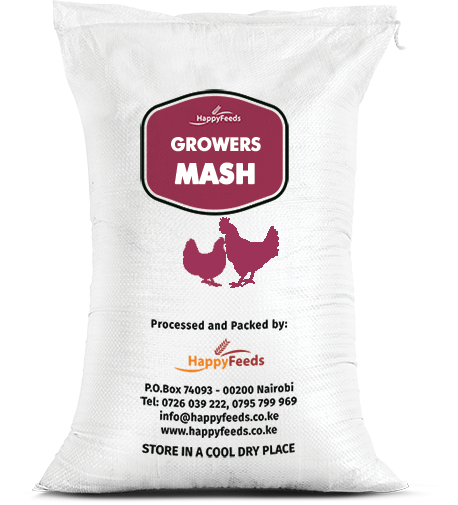 HappyFeeds
GROWERS
MASH
Processed and Packed by:
HappyFeeds
P.O.Box 74093 - 00200 Nairobi
Tel: 0726 039 222, 0795 799 969
info@happyfeeds.co.ke
www.happyfeeds.co.ke
STORE IN A COOL DRY PLACE